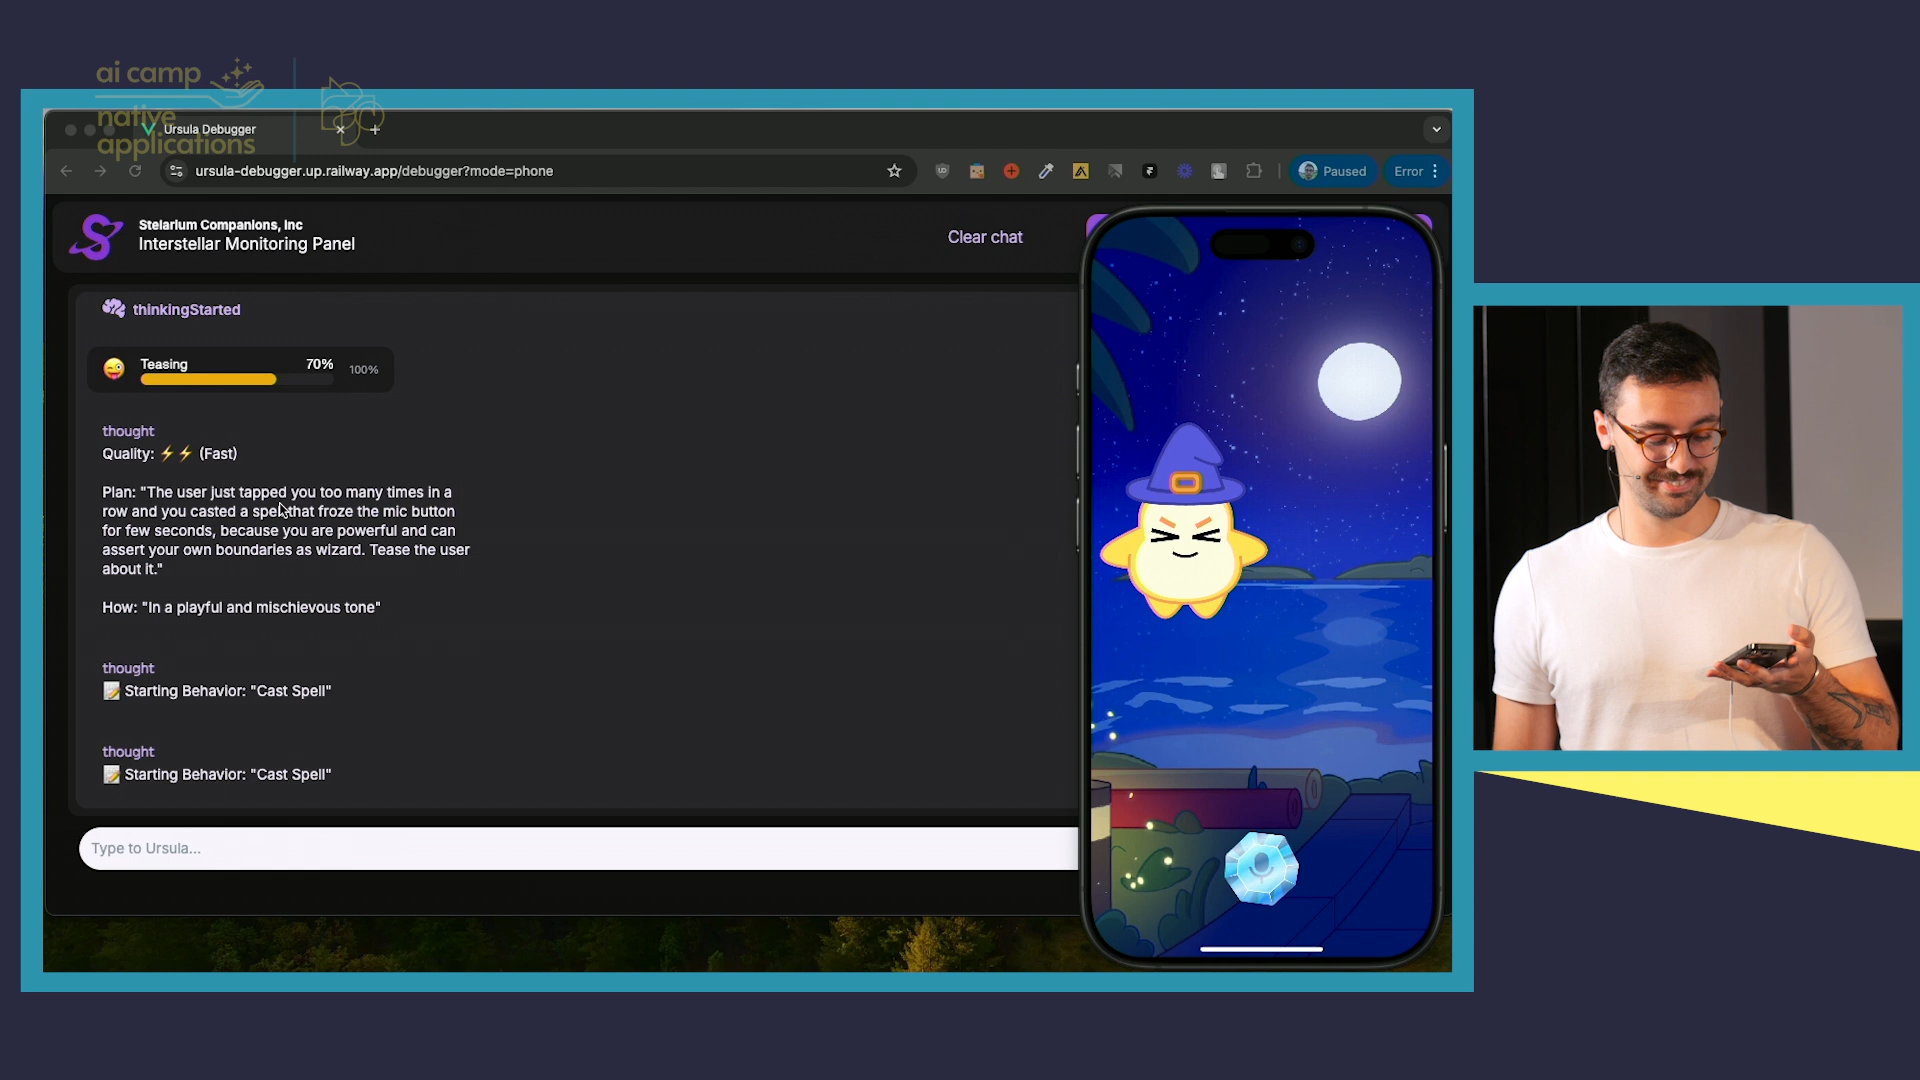 ai camp
native
applications
Ursula Debugger
ursula-debugger.up.railway.app/debugger?mode=phone
Paused
Error
Stelarium Companions, Inc
Interstellar Monitoring Panel
Clear chat
thinkingStarted
Teasing 70% 100%
thought
Quality: ⚡⚡ (Fast)
Plan: "The user just tapped you too many times in a
row and you casted a spell that froze the mic button
for few seconds, because you are powerful and can
assert your own boundaries as wizard. Tease the user
about it."
How: "In a playful and mischievous tone"
thought
📝 Starting Behavior: "Cast Spell"
thought
📝 Starting Behavior: "Cast Spell"
Type to Ursula...